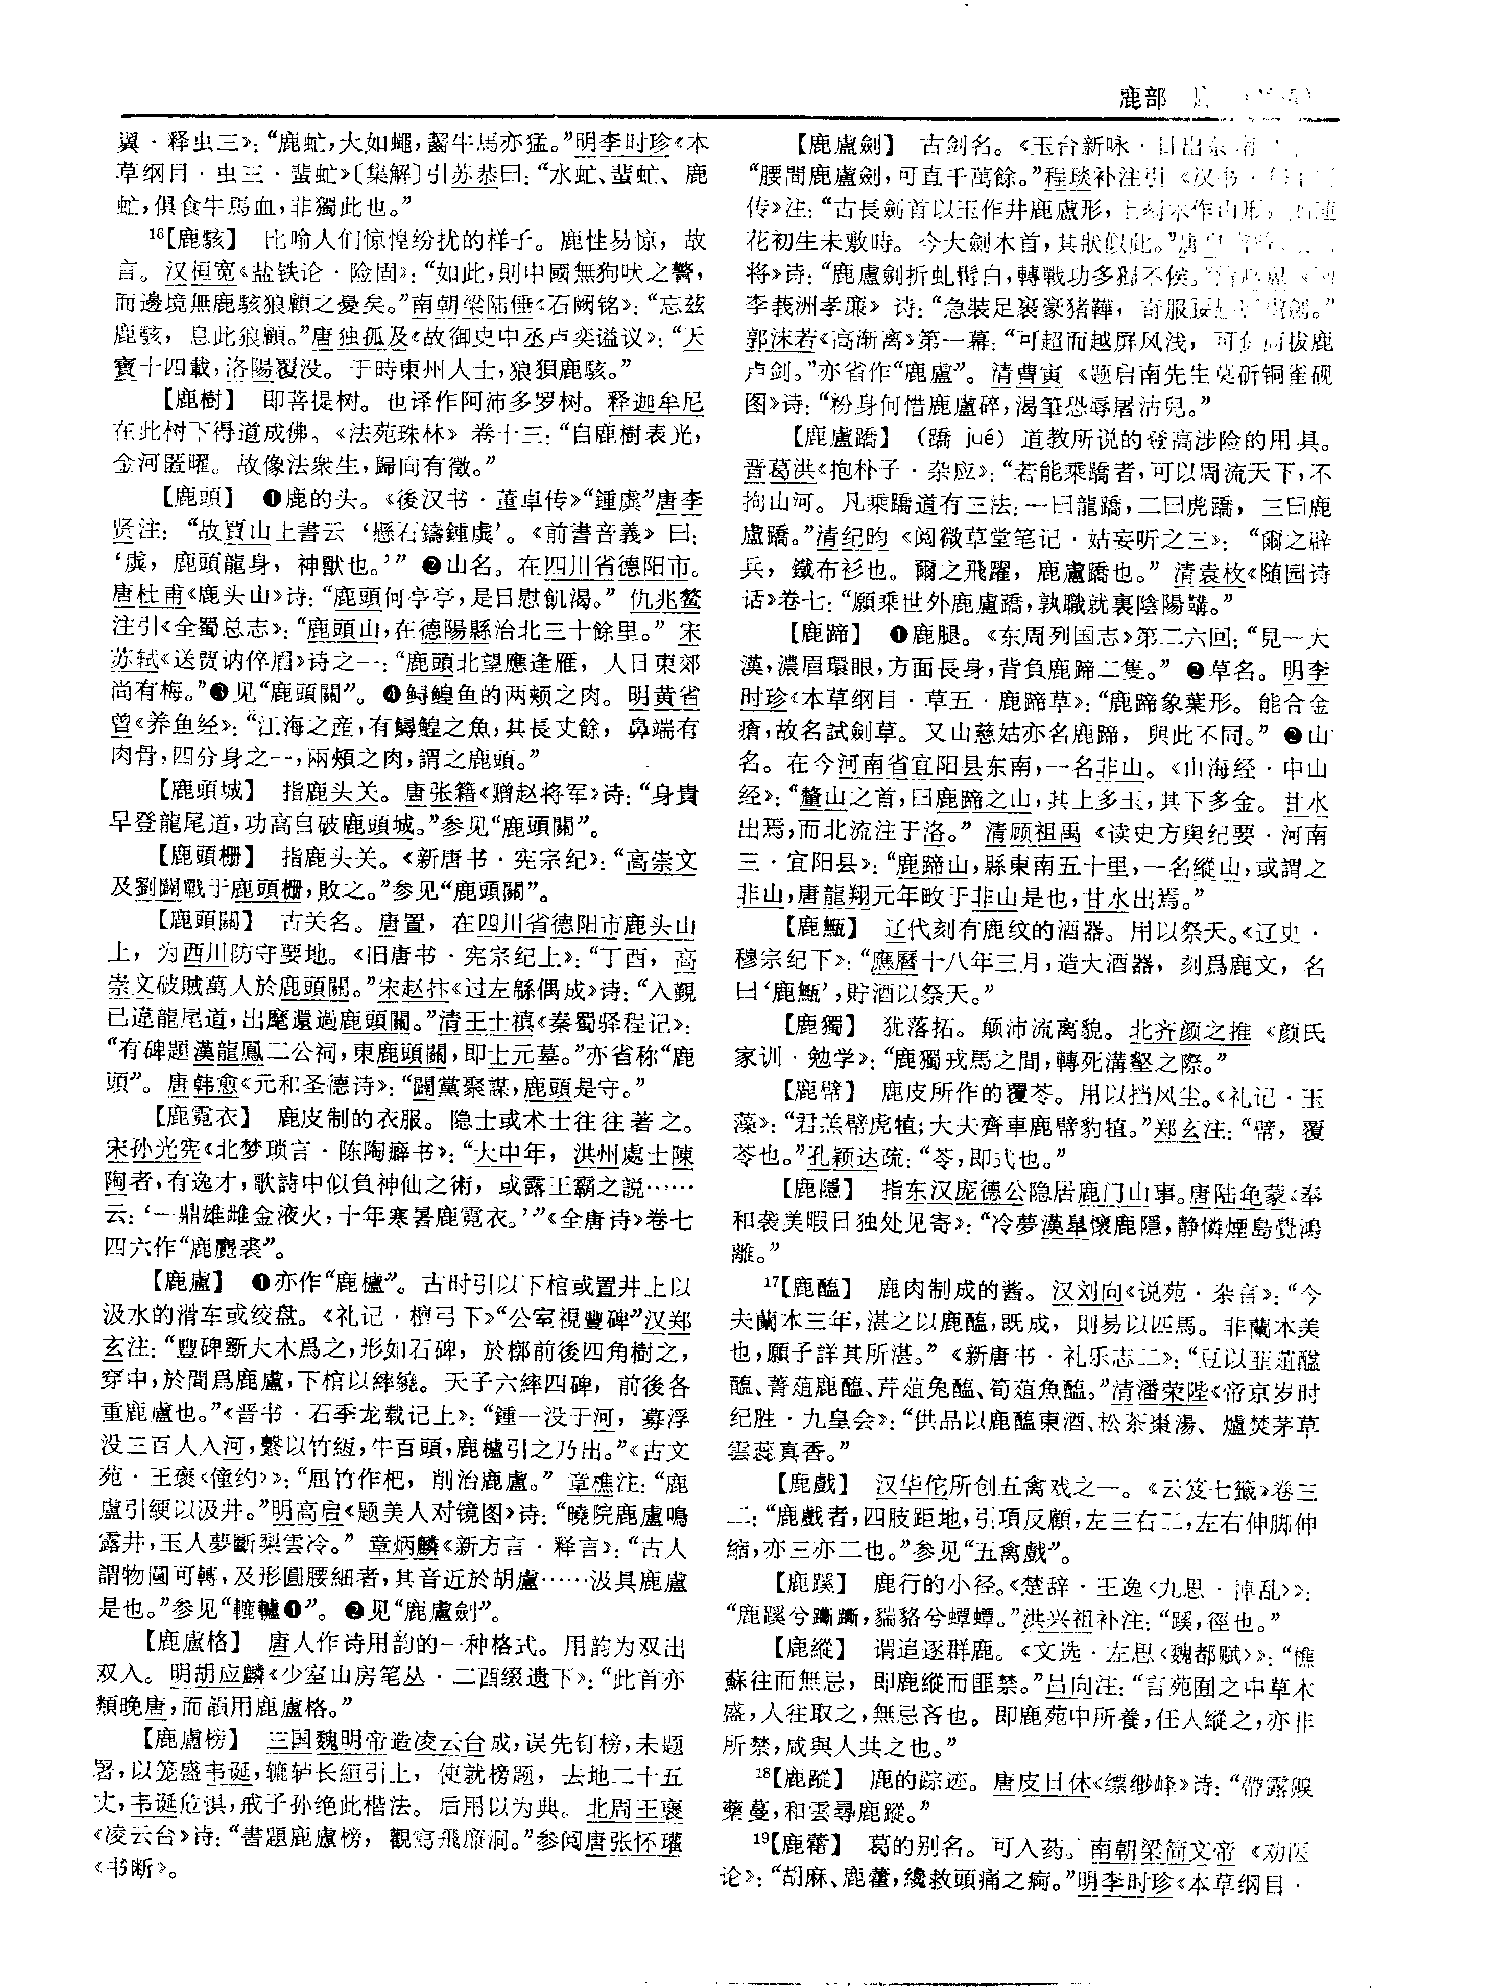 鹿部
翼·释虫三》：“鹿虻，大如蠅，齧牛馬亦猛。”明李时珍《本
草纲目·虫三·蜚虻》〔集解〕引苏恭曰：“水虻、蜚虻、鹿
虻，俱食牛馬血，非獨此也。”
16【鹿駭】 比喻人们惊惶纷扰的样子。鹿性易惊，故
言。汉桓宽《盐铁论·险固》：“如此，則中國無狗吠之警，
而邊境無鹿駭狼顧之憂矣。”南朝梁陆倕《石阙铭》：“忘茲
鹿駭，息此狼顧。”唐独孤及《故御史中丞卢奕谥议》：“天
寶十四載，洛陽覆没。于時東州人士，狼狽鹿駭。”
【鹿樹】 即菩提树。也译作阿沛多罗树。释迦牟尼
在此树下得道成佛。《法苑珠林》卷十三：“自鹿樹表光，
金河匿曜。故像法衆生，歸向有徵。”
【鹿頭】 ❶鹿的头。《後汉书·董卓传》“鍾虡”唐李
贤注：“故賈山上書云‘懸石鑄鍾虡’。《前書音義》曰：
‘虡，鹿頭龍身，神獸也。’” ❷山名。在四川省德阳市。
唐杜甫《鹿头山》诗：“鹿頭何亭亭，是日慰飢渴。” 仇兆鳌
注引《全蜀总志》：“鹿頭山，在德陽縣治北三十餘里。” 宋
苏轼《送贾讷倅眉》诗之一：“鹿頭北望應逢雁，人日東郊
尚有梅。”❸见“鹿頭關”。❹鲟鳇鱼的两颊之肉。明黄省
曾《养鱼经》：“江海之産，有鱘鰉之魚，其長丈餘，鼻端有
肉骨，四分身之一，兩頰之肉，謂之鹿頭。”
【鹿頭城】 指鹿头关。唐张籍《赠赵将军》诗：“身貴
早登龍尾道，功高自破鹿頭城。”参见“鹿頭關”。
【鹿頭栅】 指鹿头关。《新唐书·宪宗纪》：“高崇文
及劉闢戰于鹿頭栅，敗之。”参见“鹿頭關”。
【鹿頭關】 古关名。唐置，在四川省德阳市鹿头山
上，为西川防守要地。《旧唐书·宪宗纪上》：“丁酉，高
崇文破賊萬人於鹿頭關。”宋赵抃《过左緜偶成》诗：“入觐
已違龍尾道，出麾還過鹿頭關。”清王士禛《秦蜀驿程记》：
“有碑題漢龍鳳二公祠，東鹿頭關，即士元墓。”亦省称“鹿
頭”。唐韩愈《元和圣德诗》：“闢黨聚謀，鹿頭是守。”
【鹿霓衣】 鹿皮制的衣服。隐士或术士往往著之。
宋孙光宪《北梦琐言·陈陶癖书》：“大中年，洪州處士陳
陶者，有逸才，歌詩中似負神仙之術，或露王霸之説……
云：‘一鼎雄雌金液火，十年寒暑鹿霓衣。’”《全唐诗》卷七
四六作“鹿麑裘”。
【鹿盧】 ❶亦作“鹿櫨”。古时引以下棺或置井上以
汲水的滑车或绞盘。《礼记·檀弓下》“公室視豐碑”汉郑
玄注：“豐碑斲大木爲之，形如石碑，於槨前後四角樹之，
穿中，於間爲鹿盧，下棺以繂繞。天子六繂四碑，前後各
重鹿盧也。”《晋书·石季龙载记上》：“鍾一没于河，募浮
没三百人入河，繫以竹絙，牛百頭，鹿櫨引之乃出。”《古文
苑·王褒〈僮约〉》：“屈竹作杷，削治鹿盧。” 章樵注：“鹿
盧引綆以汲井。”明高启《题美人对镜图》诗：“曉院鹿盧鳴
露井，玉人夢斷梨雲冷。” 章炳麟《新方言·释言》：“古人
謂物圓可轉，及形圓腰細者，其音近於胡盧……汲具鹿盧
是也。”参见“轆轤❶”。❷见“鹿盧劍”。
【鹿盧格】 唐人作诗用韵的一种格式。用韵为双出
双入。明胡应麟《少室山房笔丛·二酉缀遗下》：“此首亦
類晚唐，而韻用鹿盧格。”
【鹿盧榜】 三国魏明帝造凌云台成，误先钉榜，未题
署，以笼盛韦诞，辘轳长絙引上，使就榜题，去地二十五
丈，韦诞危惧，戒子孙绝此楷法。后用以为典。北周王褒
《凌云台》诗：“書題鹿盧榜，觀寫飛廉洞。”参阅唐张怀瓘
《书断》。
【鹿盧劍】 古剑名。《玉台新咏·日出东南
“腰間鹿盧劍，可直千萬餘。”程琰补注引《汉书·
传》注：“古長劍首以玉作井鹿盧形，上刻木作山形，如蓮
花初生未敷時。今大劍木首，其狀似此。”唐
将》诗：“鹿盧劍折虬髯白，轉戰功多獨不侯。”
李莪洲孝廉》诗：“急裝足裹豪猪鞾，奇服
郭沫若《高渐离》第一幕：“可超而越屏风浅，可负而拔鹿
卢剑。”亦省作“鹿盧”。清曹寅《题启南先生莫斫铜雀砚
图》诗：“粉身何惜鹿盧碎，渴筆恐辱屠沽兒。”
【鹿盧蹻】（蹻 jué）道教所说的登高涉险的用具。
晋葛洪《抱朴子·杂应》：“若能乘蹻者，可以周流天下，不
拘山河。凡乘蹻道有三法：一曰龍蹻，二曰虎蹻，三曰鹿
盧蹻。”清纪昀《阅微草堂笔记·姑妄听之三》：“爾之辟
兵，鐵布衫也。爾之飛躍，鹿盧蹻也。” 清袁枚《随园诗
话》卷七：“願乘世外鹿盧蹻，孰職就裏陰陽鞲。”
【鹿蹄】 ❶鹿腿。《东周列国志》第二六回：“見一大
漢，濃眉環眼，方面長身，背負鹿蹄二隻。” ❷草名。明李
时珍《本草纲目·草五·鹿蹄草》：“鹿蹄象葉形。能合金
瘡，故名試劍草。又山慈姑亦名鹿蹄，與此不同。” ❷山
名。在今河南省宜阳县东南，一名非山。《山海经·中山
经》：“釐山之首，曰鹿蹄之山，其上多玉，其下多金。甘水
出焉，而北流注于洛。” 清顾祖禹《读史方舆纪要·河南
三·宜阳县》：“鹿蹄山，縣東南五十里，一名縱山，或謂之
非山，唐龍翔元年畋于非山是也，甘水出焉。”
【鹿甒】 辽代刻有鹿纹的酒器。用以祭天。《辽史·
穆宗纪下》：“應曆十八年三月，造大酒器，刻爲鹿文，名
曰‘鹿甒’，貯酒以祭天。”
【鹿獨】 犹落拓。颠沛流离貌。北齐颜之推《颜氏
家训·勉学》：“鹿獨戎馬之間，轉死溝壑之際。”
【鹿幦】 鹿皮所作的覆苓。用以挡风尘。《礼记·玉
藻》：“君羔幦虎犆；大夫齊車鹿幦豹犆。”郑玄注：“幦，覆
苓也。”孔颖达疏：“苓，即式也。”
【鹿隱】 指东汉庞德公隐居鹿门山事。唐陆龟蒙《奉
和袭美暇日独处见寄》：“冷夢漢皐懷鹿隱，静憐煙島覺鴻
離。”
17【鹿醢】 鹿肉制成的酱。汉刘向《说苑·杂言》：“今
夫蘭本三年，湛之以鹿醢，既成，則易以匹馬。非蘭本美
也，願子詳其所湛。”《新唐书·礼乐志二》：“豆以韭菹醓
醢、菁菹鹿醢、芹菹兔醢、筍菹魚醢。”清潘荣陛《帝京岁时
纪胜·九皇会》：“供品以鹿醢東酒、松茶棗湯、爐焚茅草
雲蕊真香。”
【鹿戲】 汉华佗所创五禽戏之一。《云笈七籤》卷三
二：“鹿戲者，四肢距地，引項反顧，左三右二，左右伸脚伸
縮，亦三亦二也。”参见“五禽戲”。
【鹿蹊】 鹿行的小径。《楚辞·王逸〈九思·悼乱〉》：
“鹿蹊兮躖躖，貒貉兮蟫蟫。”洪兴祖补注：“蹊，徑也。”
【鹿縱】 谓追逐群鹿。《文选·左思〈魏都赋〉》：“樵
蘇往而無忌，即鹿縱而匪禁。”吕向注：“言苑囿之中草木
盛，人往取之，無忌吝也。即鹿苑中所養，任人縱之，亦非
所禁，咸與人共之也。”
18【鹿蹤】 鹿的踪迹。唐皮日休《缥缈峰》诗：“帶露嗅
藥蔓，和雲尋鹿蹤。”
19【鹿藿】 葛的别名。可入药。南朝梁简文帝《劝医
论》：“胡麻、鹿藿，纔救頭痛之痾。”明李时珍《本草纲目·